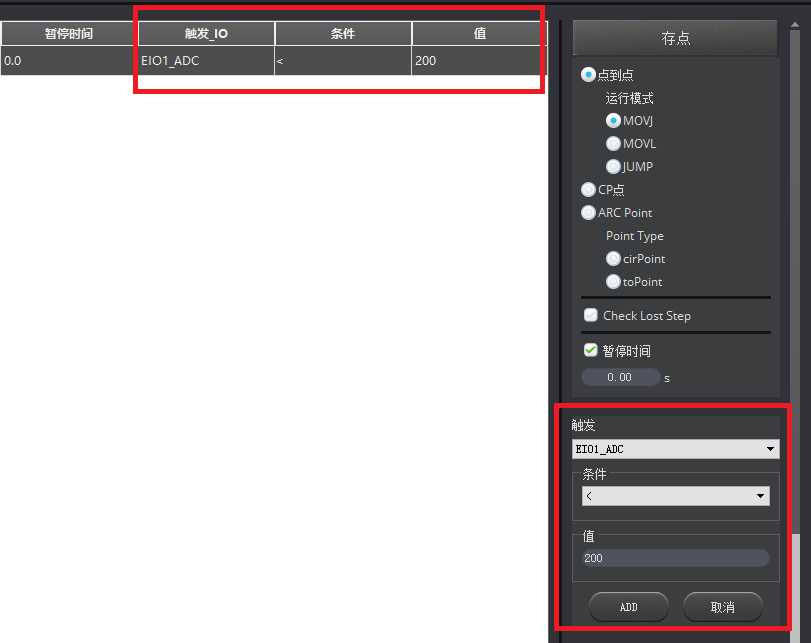 暂停时间 触发_IO 条件 值
0.0 EIO1_ADC < 200
存点
点到点
运行模式
MOVJ
MOVL
JUMP
CP点
ARC Point
Point Type
cirPoint
toPoint
Check Lost Step
暂停时间
0.00 s
触发
EIO1_ADC
条件
<
值
200
ADD 取消